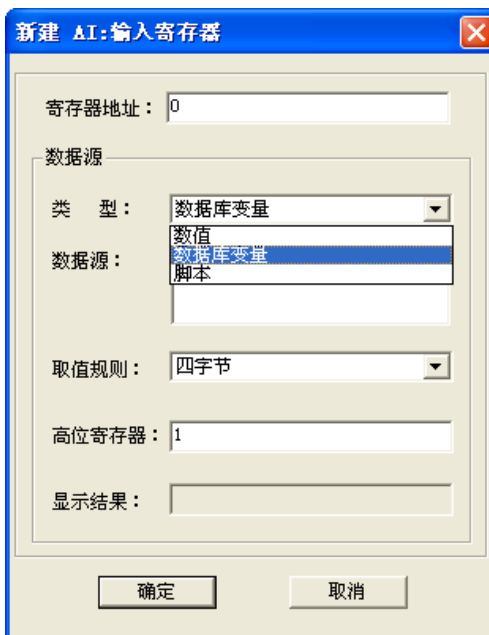 新建 AI:输入寄存器
寄存器地址： 0
数据源
类 型： 数据库变量
数值
数据源： 数据库变量
脚本
取值规则： 四字节
高位寄存器： 1
显示结果：
确定 取消